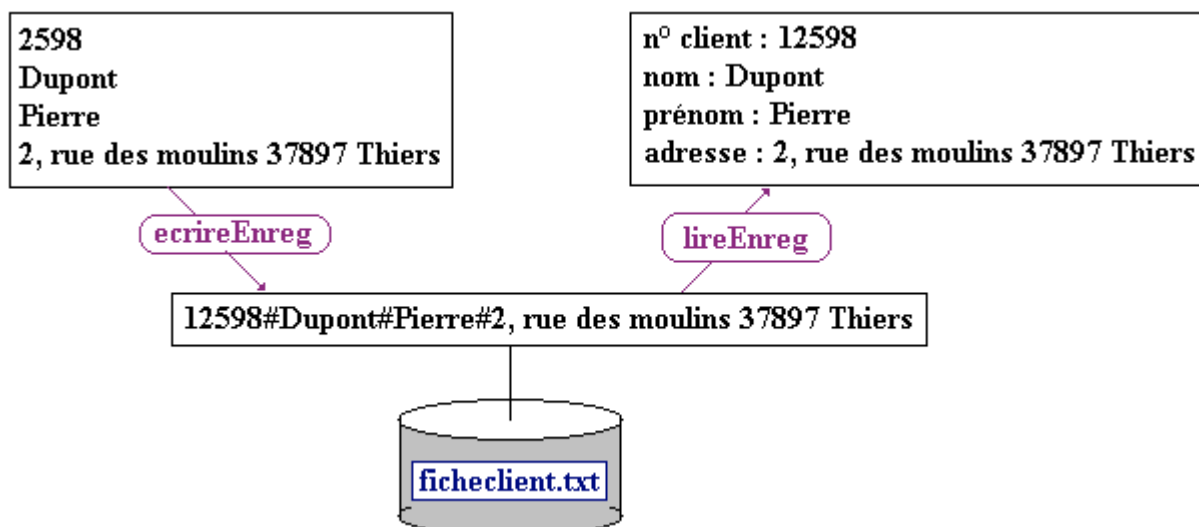 2598
Dupont
Pierre
2, rue des moulins 37897 Thiers
n° client : 12598
nom : Dupont
prénom : Pierre
adresse : 2, rue des moulins 37897 Thiers
ecrireEnreg
lireEnreg
12598#Dupont#Pierre#2, rue des moulins 37897 Thiers
ficheclient.txt